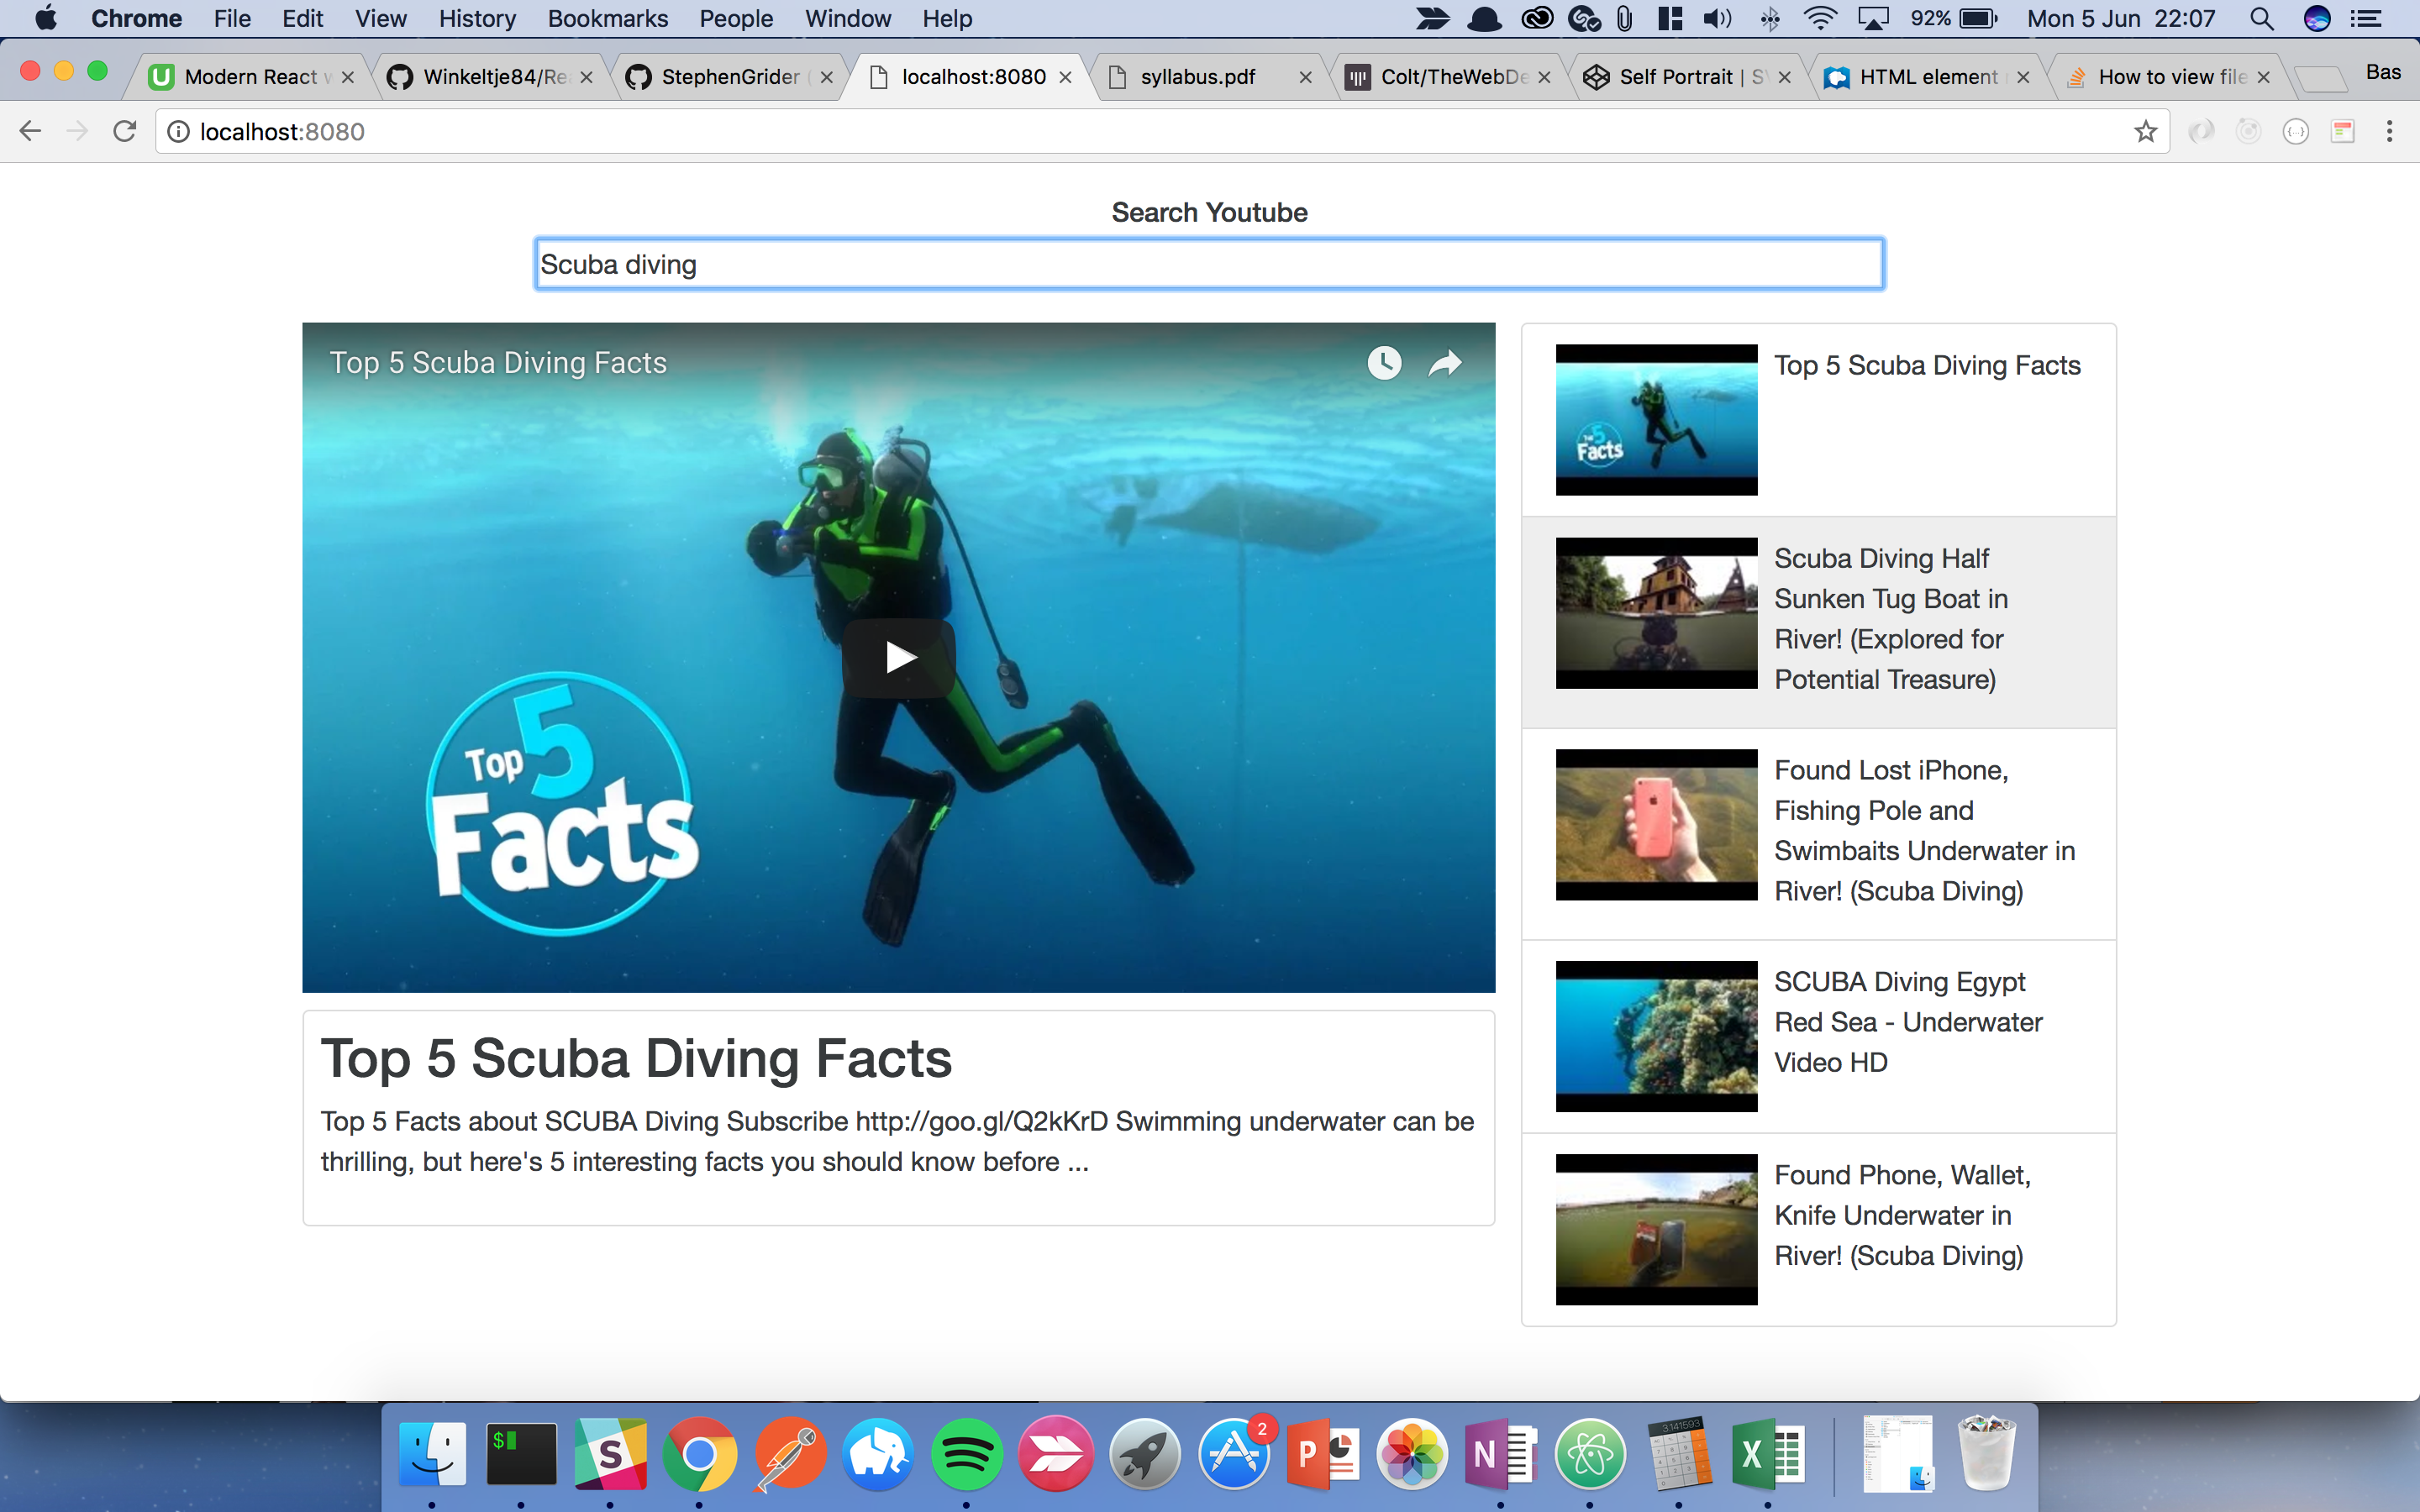 Chrome File Edit View History Bookmarks People Window Help 92% Mon 5 Jun 22:07
Modern React w Winkeltje84/Re StephenGrider ( localhost:8080 syllabus.pdf Colt/TheWebDe Self Portrait | S HTML element How to view file Bas
localhost:8080
Search Youtube
Scuba diving
Top 5 Scuba Diving Facts
Top 5 Facts
Top 5 Scuba Diving Facts
Top 5 Facts about SCUBA Diving Subscribe http://goo.gl/Q2kKrD Swimming underwater can be
thrilling, but here's 5 interesting facts you should know before ...
Top 5 Scuba Diving Facts
5
Facts
Scuba Diving Half
Sunken Tug Boat in
River! (Explored for
Potential Treasure)
Found Lost iPhone,
Fishing Pole and
Swimbaits Underwater in
River! (Scuba Diving)
SCUBA Diving Egypt
Red Sea - Underwater
Video HD
Found Phone, Wallet,
Knife Underwater in
River! (Scuba Diving)
$ S 2 P N 3.141593 X